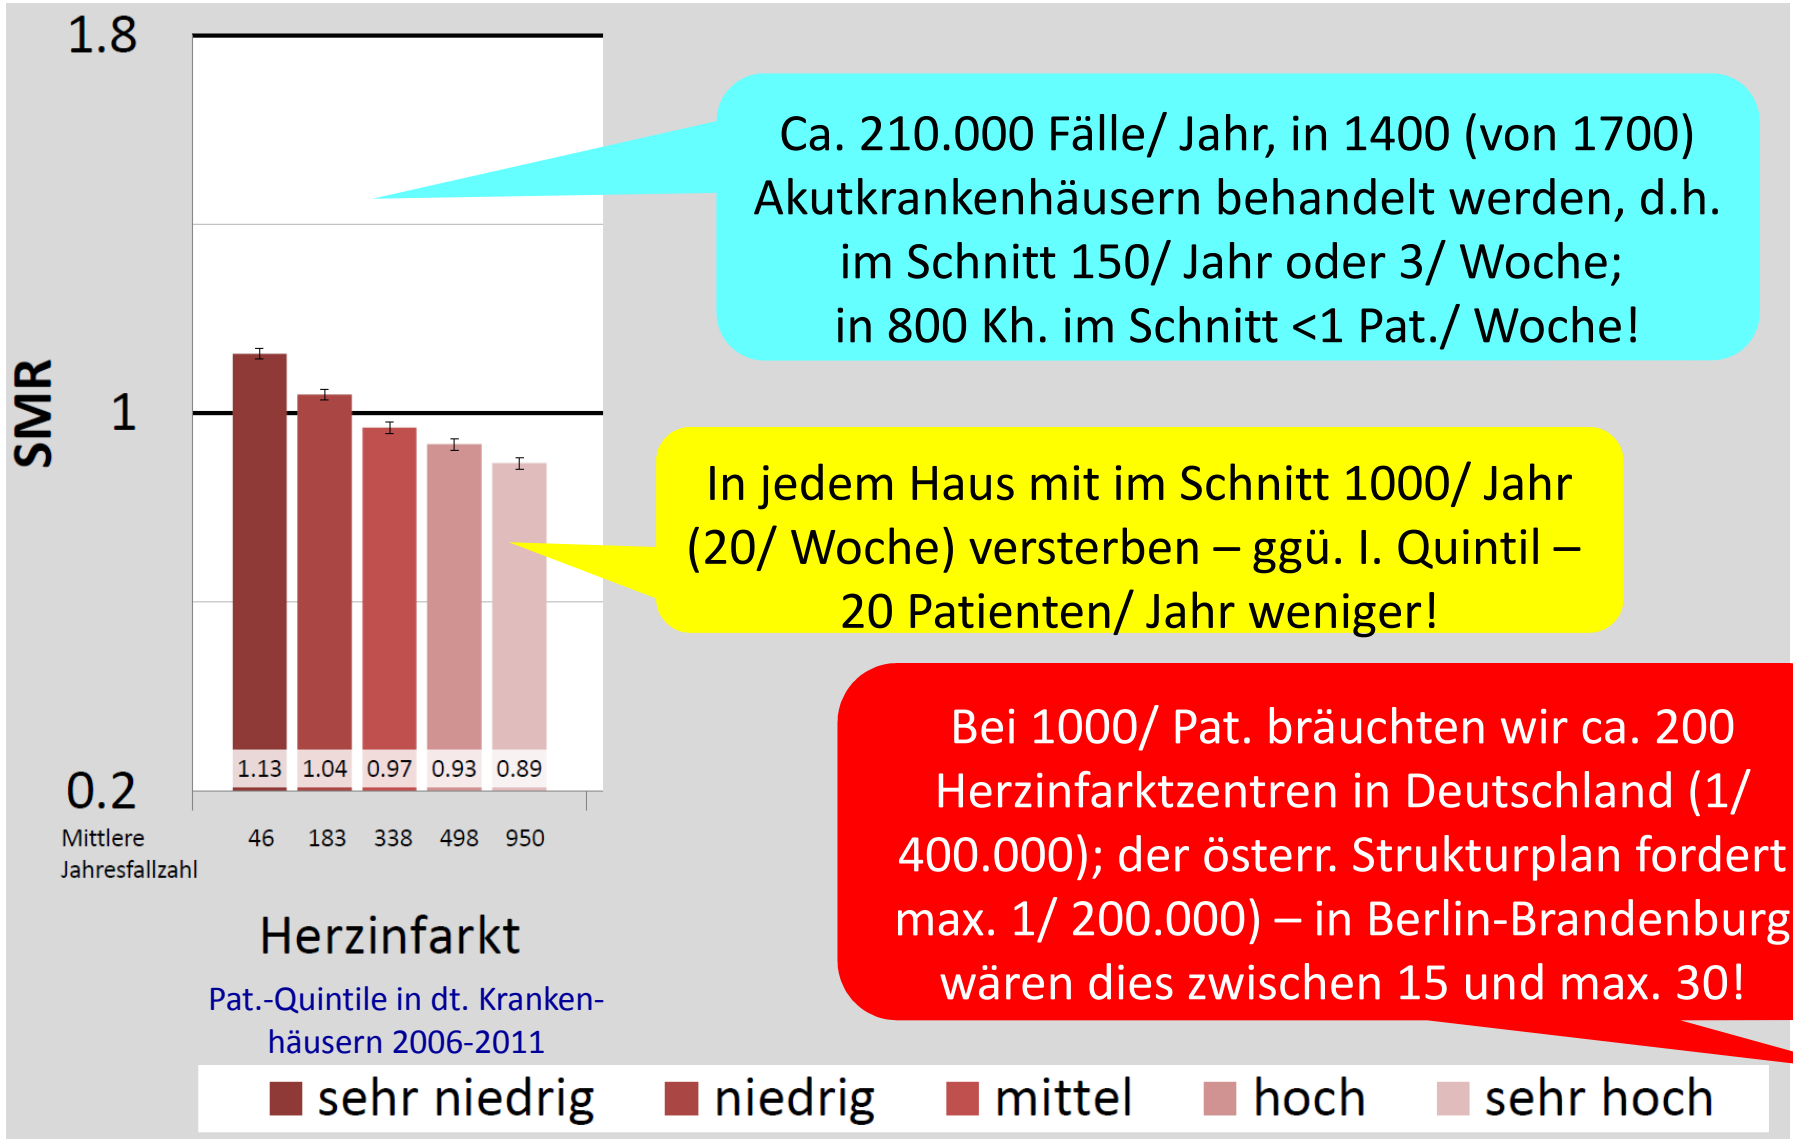 1.8
Ca. 210.000 Fälle/ Jahr, in 1400 (von 1700)
Akutkrankenhäusern behandelt werden, d.h.
im Schnitt 150/ Jahr oder 3/ Woche;
in 800 Kh. im Schnitt <1 Pat./ Woche!
SMR
1
In jedem Haus mit im Schnitt 1000/ Jahr
(20/ Woche) versterben – ggü. I. Quintil –
20 Patienten/ Jahr weniger!
Bei 1000/ Pat. bräuchten wir ca. 200
Herzinfarktzentren in Deutschland (1/
400.000); der österr. Strukturplan fordert
max. 1/ 200.000) – in Berlin-Brandenburg
wären dies zwischen 15 und max. 30!
1.13 1.04 0.97 0.93 0.89
0.2
Mittlere
Jahresfallzahl
46 183 338 498 950
Herzinfarkt
Pat.-Quintile in dt. Kranken-
häusern 2006-2011
sehr niedrig niedrig mittel hoch sehr hoch